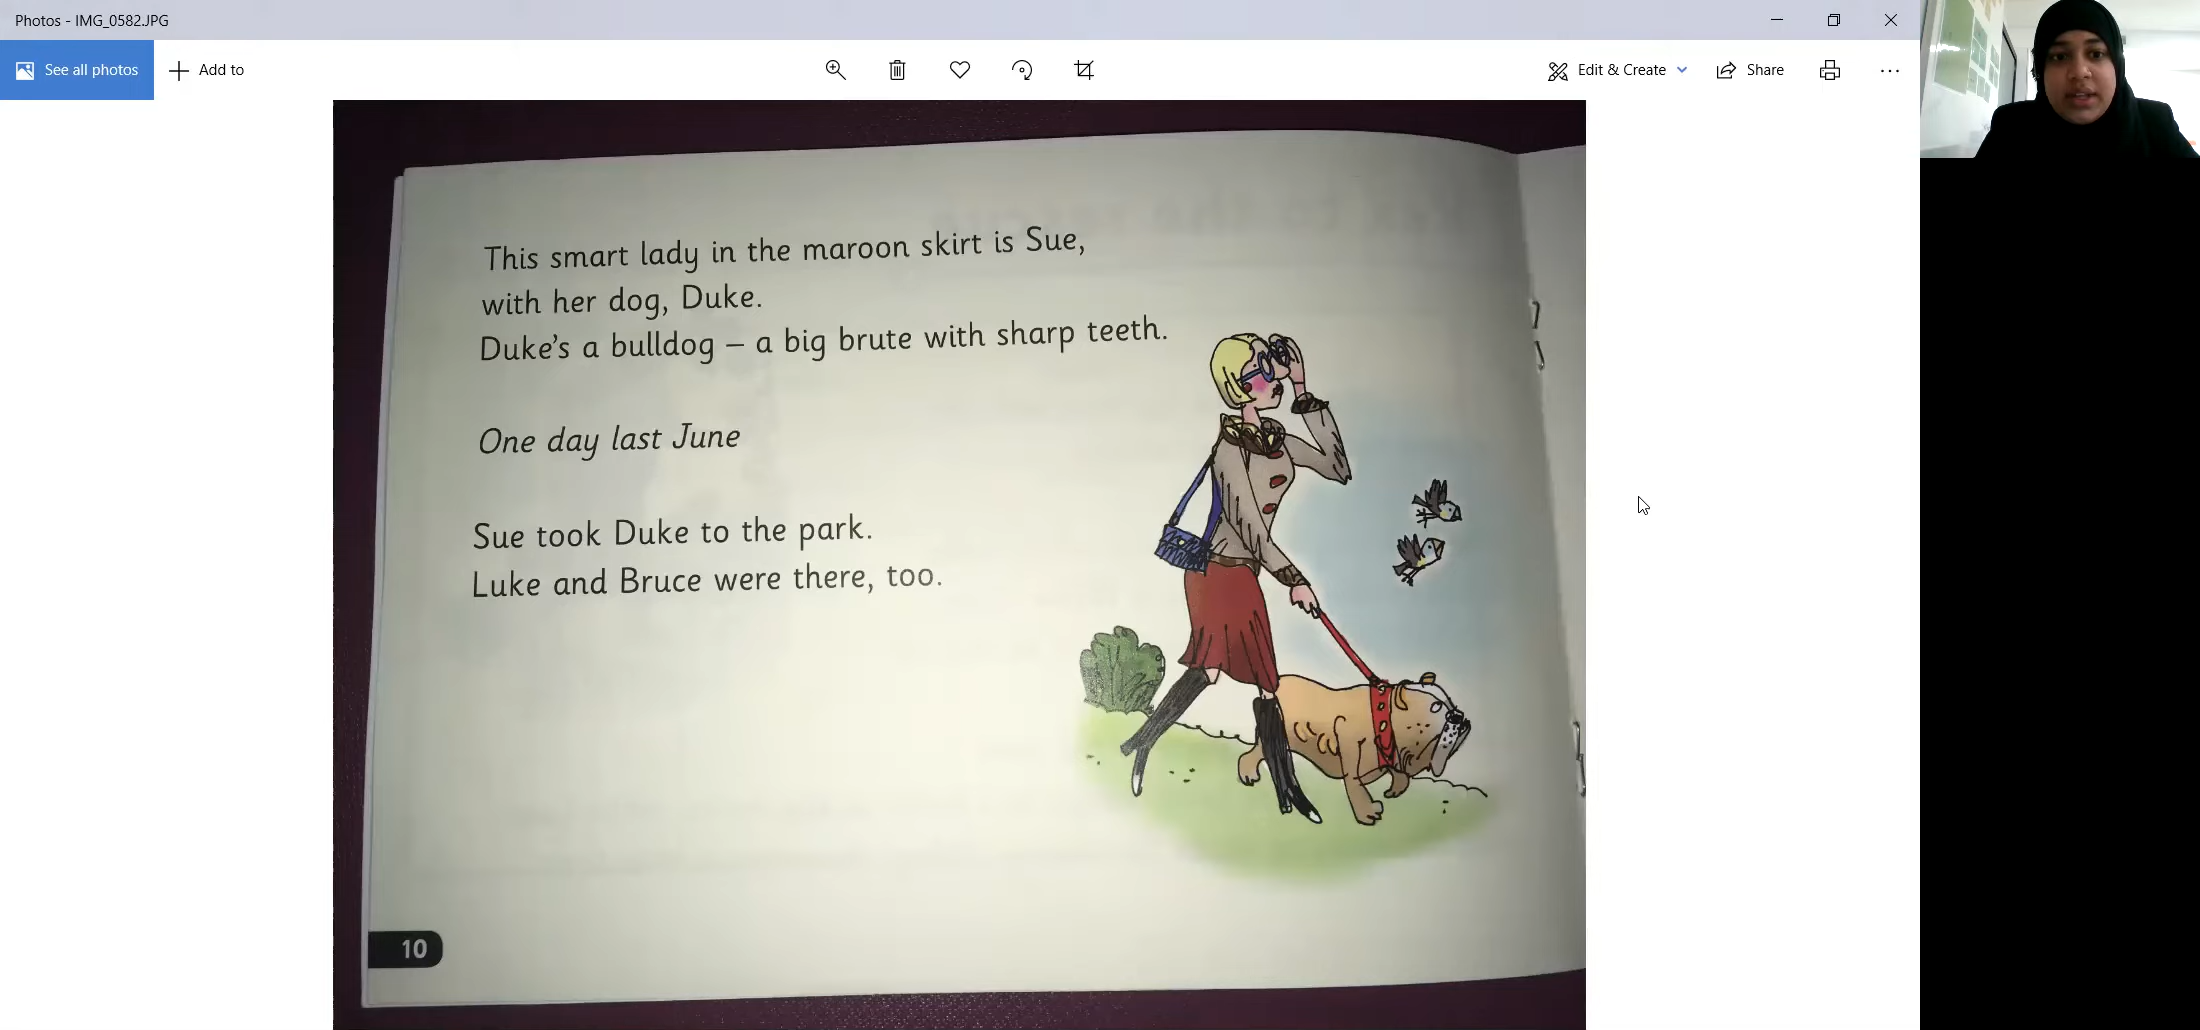 Photos - IMG_0582.JPG
See all photos
Add to
Edit & Create
Share
This smart lady in the maroon skirt is Sue,
with her dog, Duke.
Duke's a bulldog – a big brute with sharp teeth.
One day last June
Sue took Duke to the park.
Luke and Bruce were there, too.
10